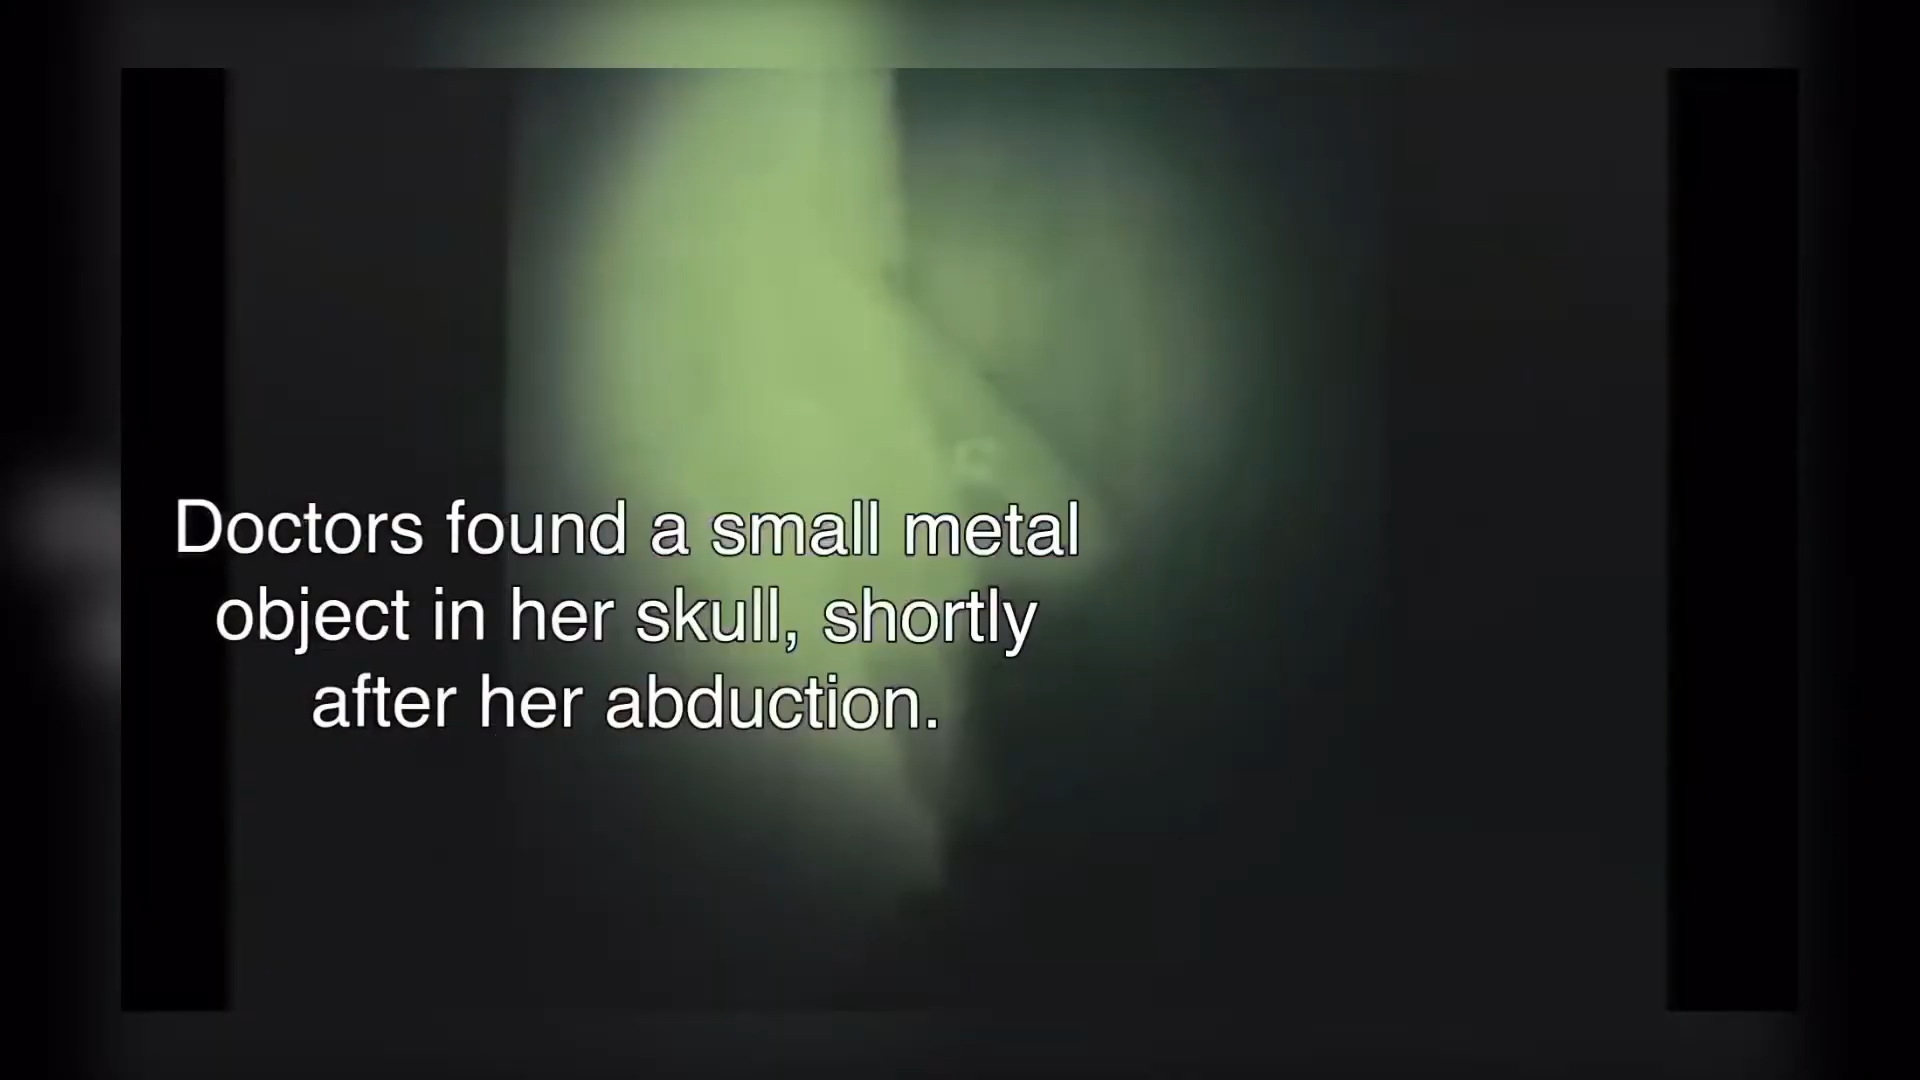 Doctors found a small metal
object in her skull, shortly
after her abduction.